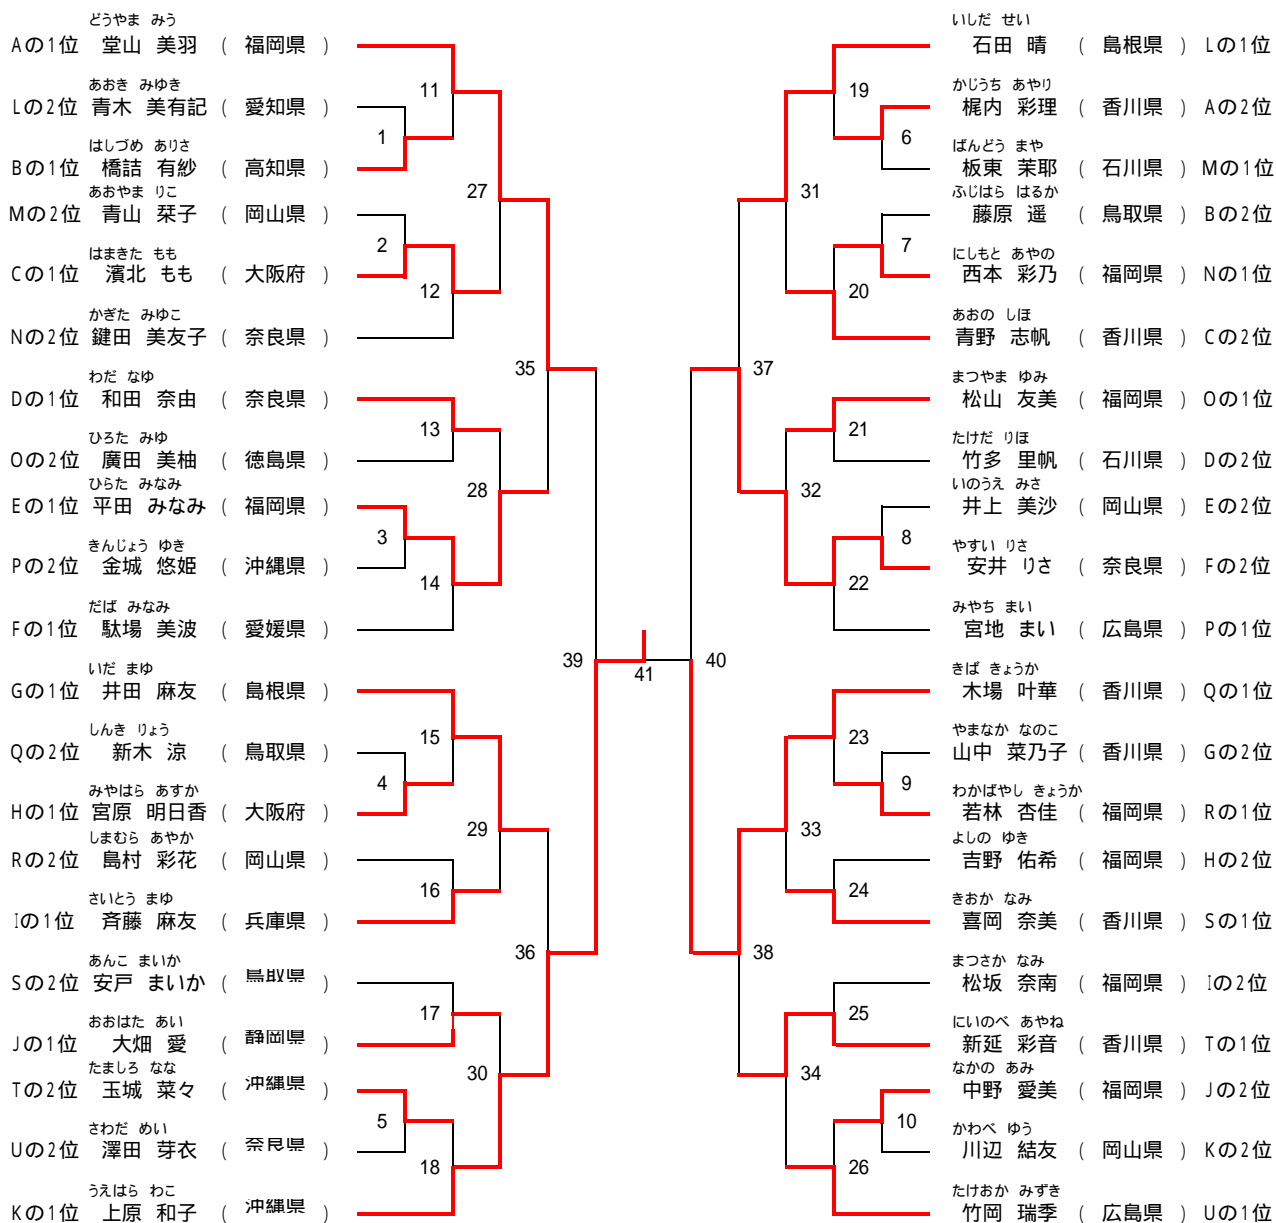 どうやま みう
Aの1位 堂山 美羽 ( 福岡県 )
あおき みゆき
Lの2位 青木 美有記 ( 愛知県 )
はしづめ ありさ
Bの1位 橋詰 有紗 ( 高知県 )
あおやま りこ
Mの2位 青山 栞子 ( 岡山県 )
はまきた もも
Cの1位 濱北 もも ( 大阪府 )
かぎた みゆこ
Nの2位 鍵田 美友子 ( 奈良県 )
わだ なゆ
Dの1位 和田 奈由 ( 奈良県 )
ひろた みゆ
Oの2位 廣田 美柚 ( 徳島県 )
ひらた みなみ
Eの1位 平田 みなみ ( 福岡県 )
きんじょう ゆき
Pの2位 金城 悠姫 ( 沖縄県 )
だば みなみ
Fの1位 駄場 美波 ( 愛媛県 )
いだ まゆ
Gの1位 井田 麻友 ( 島根県 )
しんき りょう
Qの2位 新木 涼 ( 鳥取県 )
みやはら あすか
Hの1位 宮原 明日香 ( 大阪府 )
しまむら あやか
Rの2位 島村 彩花 ( 岡山県 )
さいとう まゆ
Iの1位 斉藤 麻友 ( 兵庫県 )
あんこ まいか
Sの2位 安戸 まいか ( 鳥取県 )
おおはた あい
Jの1位 大畑 愛 ( 静岡県 )
たましろ なな
Tの2位 玉城 菜々 ( 沖縄県 )
さわだ めい
Uの2位 澤田 芽衣 ( 奈良県 )
うえはら わこ
Kの1位 上原 和子 ( 沖縄県 )
11
1
27
2
12
35
13
28
3
14
39
15
4
29
16
36
17
30
5
18
41
19
6
31
7
20
37
21
32
8
22
40
23
9
33
24
38
25
34
10
26
いしだ せい
石田 晴 ( 島根県 ) Lの1位
かじうち あやり
梶内 彩理 ( 香川県 ) Aの2位
ばんどう まや
板東 茉耶 ( 石川県 ) Mの1位
ふじはら はるか
藤原 遥 ( 鳥取県 ) Bの2位
にしもと あやの
西本 彩乃 ( 福岡県 ) Nの1位
あおの しほ
青野 志帆 ( 香川県 ) Cの2位
まつやま ゆみ
松山 友美 ( 福岡県 ) Oの1位
たけだ りほ
竹多 里帆 ( 石川県 ) Dの2位
いのうえ みさ
井上 美沙 ( 岡山県 ) Eの2位
やすい りさ
安井 りさ ( 奈良県 ) Fの2位
みやち まい
宮地 まい ( 広島県 ) Pの1位
きば きょうか
木場 叶華 ( 香川県 ) Qの1位
やまなか なのこ
山中 菜乃子 ( 香川県 ) Gの2位
わかばやし きょうか
若林 杏佳 ( 福岡県 ) Rの1位
よしの ゆき
吉野 佑希 ( 福岡県 ) Hの2位
きおか なみ
喜岡 奈美 ( 香川県 ) Sの1位
まつさか なみ
松坂 奈南 ( 福岡県 ) Iの2位
にいのべ あやね
新延 彩音 ( 香川県 ) Tの1位
なかの あみ
中野 愛美 ( 福岡県 ) Jの2位
かわべ ゆう
川辺 結友 ( 岡山県 ) Kの2位
たけおか みずき
竹岡 瑞季 ( 広島県 ) Uの1位